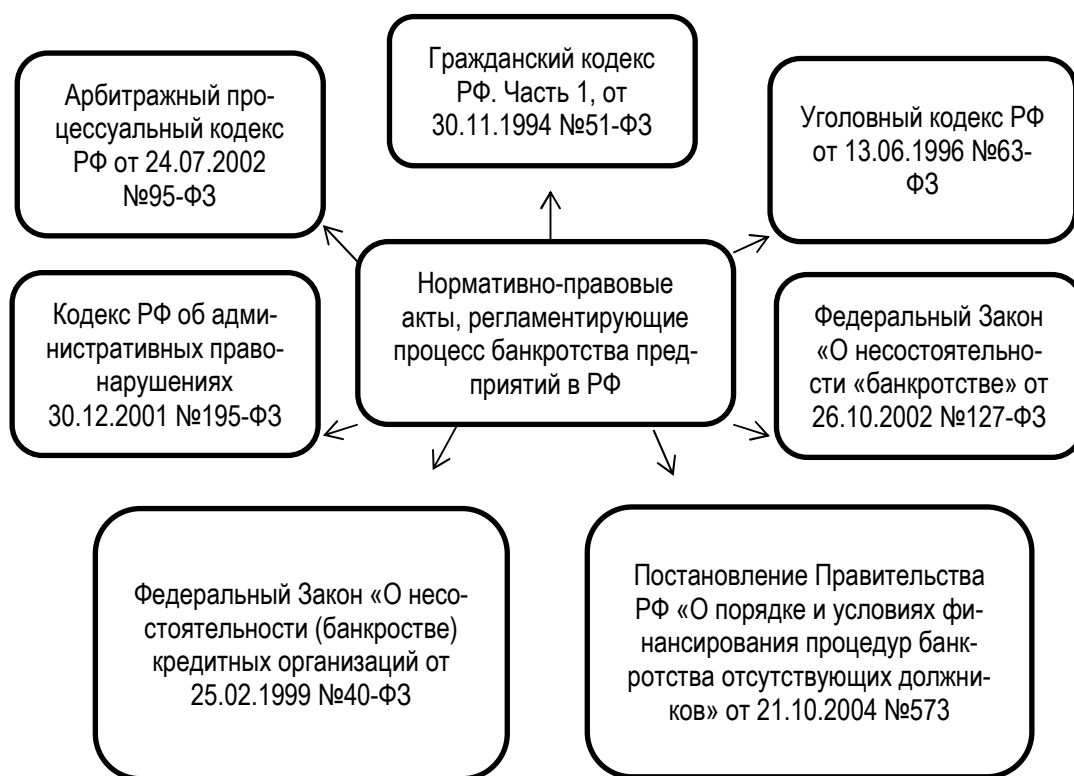 Арбитражный про-
цессуальный кодекс
РФ от 24.07.2002
№95-ФЗ
Гражданский кодекс
РФ. Часть 1, от
30.11.1994 №51-ФЗ
Уголовный кодекс РФ
от 13.06.1996 №63-
ФЗ
Кодекс РФ об адми-
нистративных право-
нарушениях
30.12.2001 №195-ФЗ
Нормативно-правовые
акты, регламентирующие
процесс банкротства пред-
приятий в РФ
Федеральный Закон
«О несостоятельно-
сти «банкротстве» от
26.10.2002 №127-ФЗ
Федеральный Закон «О несо-
стоятельности (банкростве)
кредитных организаций от
25.02.1999 №40-ФЗ
Постановление Правительства
РФ «О порядке и условиях фи-
нансирования процедур банк-
ротства отсутствующих должни-
ков» от 21.10.2004 №573